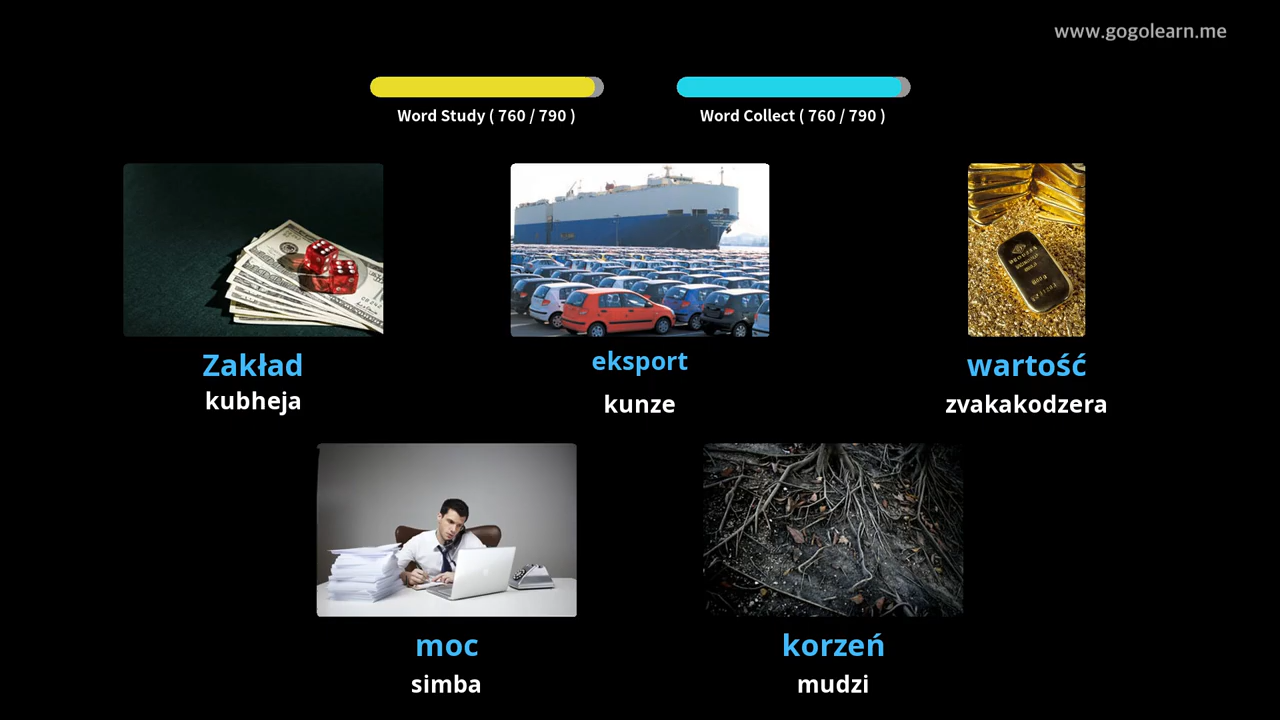 www.gogolearn.me
Word Study ( 760 / 790 )
Word Collect ( 760 / 790 )
Zakład
kubheja
eksport
kunze
wartość
zvakakodzera
moc
simba
korzeń
mudzi